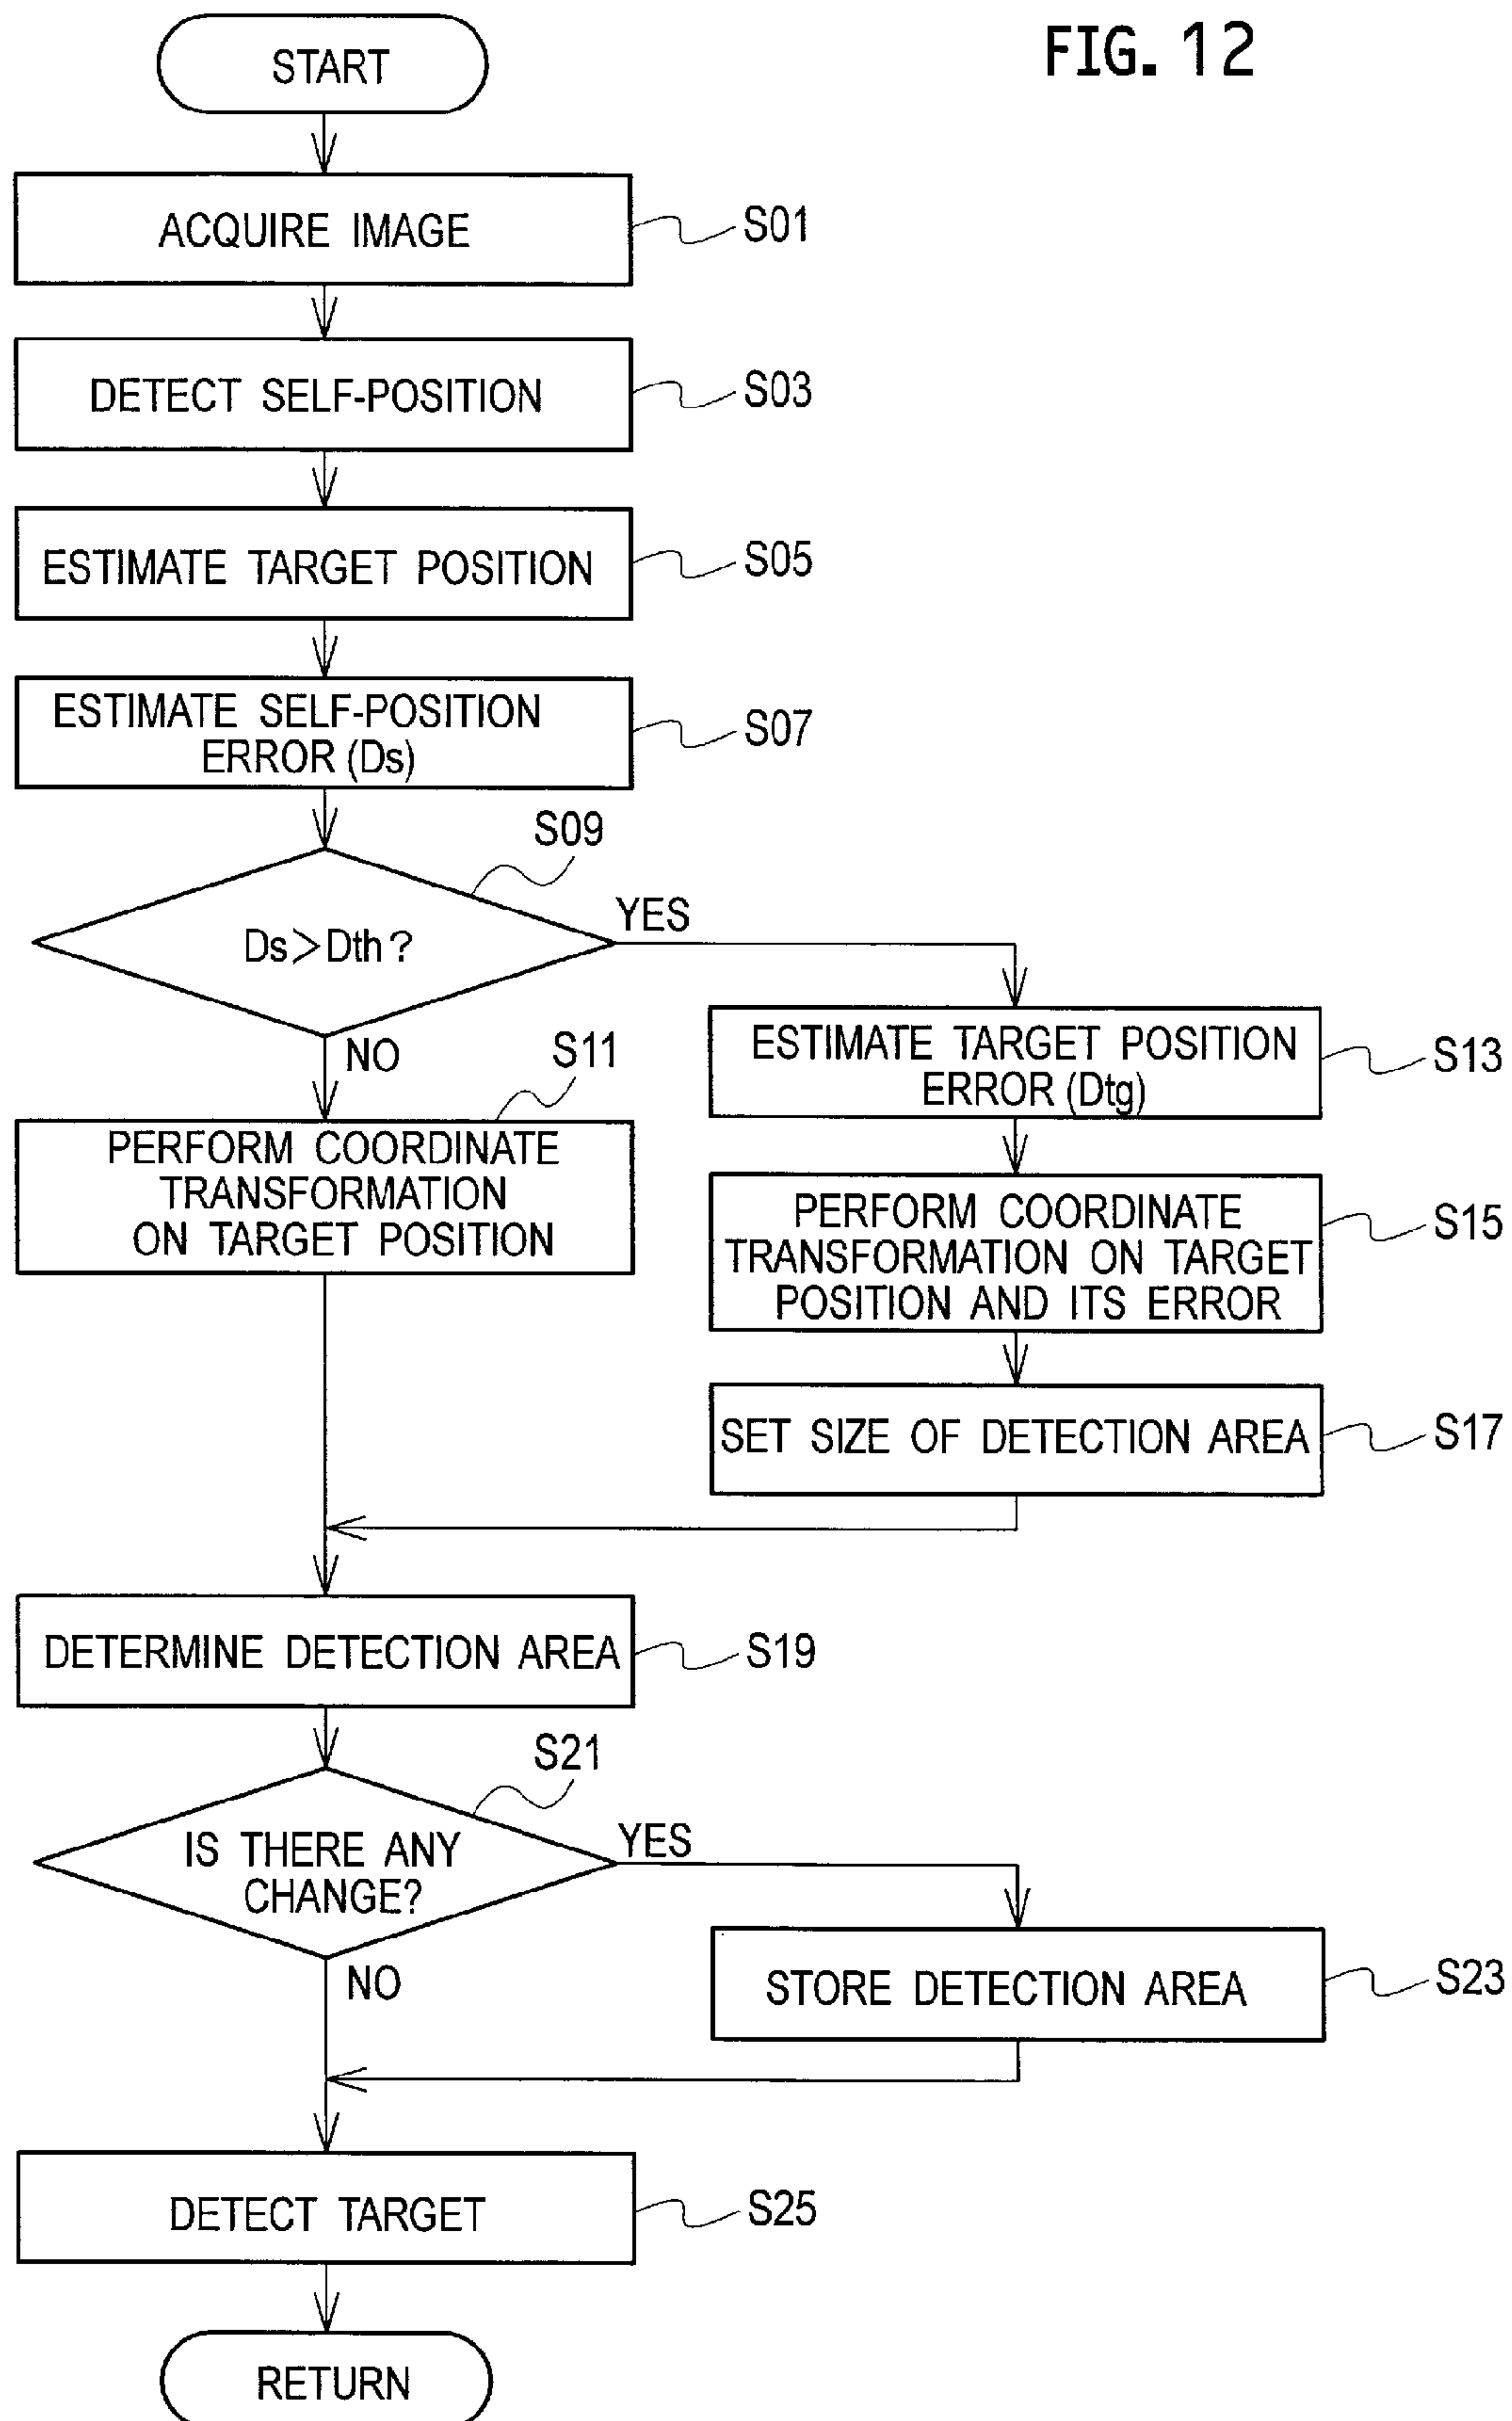 FIG. 12
START
ACQUIRE IMAGE
S01
DETECT SELF-POSITION
S03
ESTIMATE TARGET POSITION
S05
ESTIMATE SELF-POSITION
ERROR (Ds)
S07
S09
Ds>Dth?
YES
NO
S11
PERFORM COORDINATE
TRANSFORMATION
ON TARGET POSITION
ESTIMATE TARGET POSITION
ERROR (Dtg)
S13
PERFORM COORDINATE
TRANSFORMATION ON TARGET
POSITION AND ITS ERROR
S15
SET SIZE OF DETECTION AREA
S17
DETERMINE DETECTION AREA
S19
S21
IS THERE ANY
CHANGE?
YES
NO
STORE DETECTION AREA
S23
DETECT TARGET
S25
RETURN